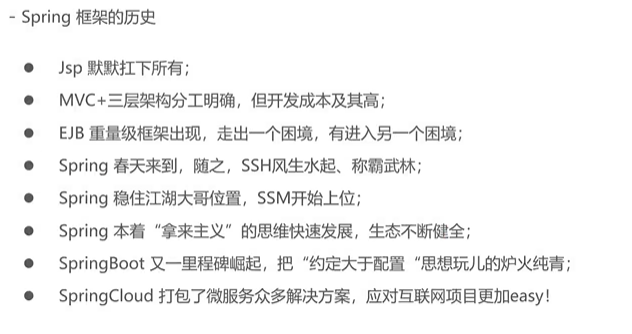 - Spring 框架的历史
● Jsp 默默扛下所有；
● MVC+三层架构分工明确，但开发成本及其高；
● EJB 重量级框架出现，走出一个困境，有进入另一个困境；
● Spring 春天来到，随之，SSH风生水起、称霸武林；
● Spring 稳住江湖大哥位置，SSM开始上位；
● Spring 本着“拿来主义”的思维快速发展，生态不断健全；
● SpringBoot 又一里程碑崛起，把“约定大于配置“思想玩儿的炉火纯青；
● SpringCloud 打包了微服务众多解决方案，应对互联网项目更加easy！